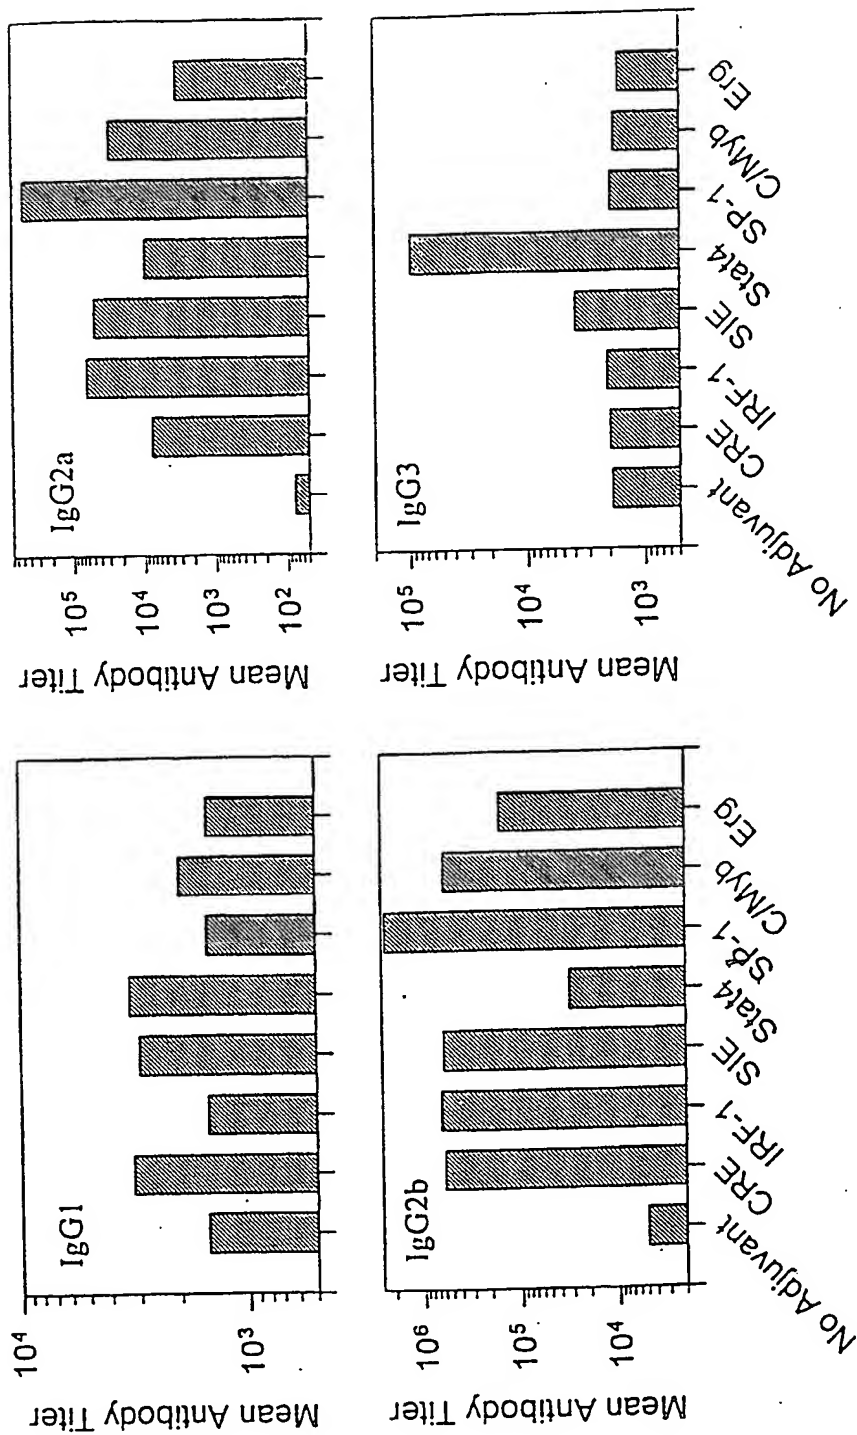 IgG1
Mean Antibody Titer
10⁴
10³
IgG2a
Mean Antibody Titer
10⁵
10⁴
10³
10²
IgG2b
Mean Antibody Titer
10⁶
10⁵
10⁴
No Adjuvant
CRE
IRF-1
SIE
Stat4
SP-1
C/Myb
Erg
IgG3
Mean Antibody Titer
10⁵
10⁴
10³
No Adjuvant
CRE
IRF-1
SIE
Stat4
SP-1
C/Myb
Erg